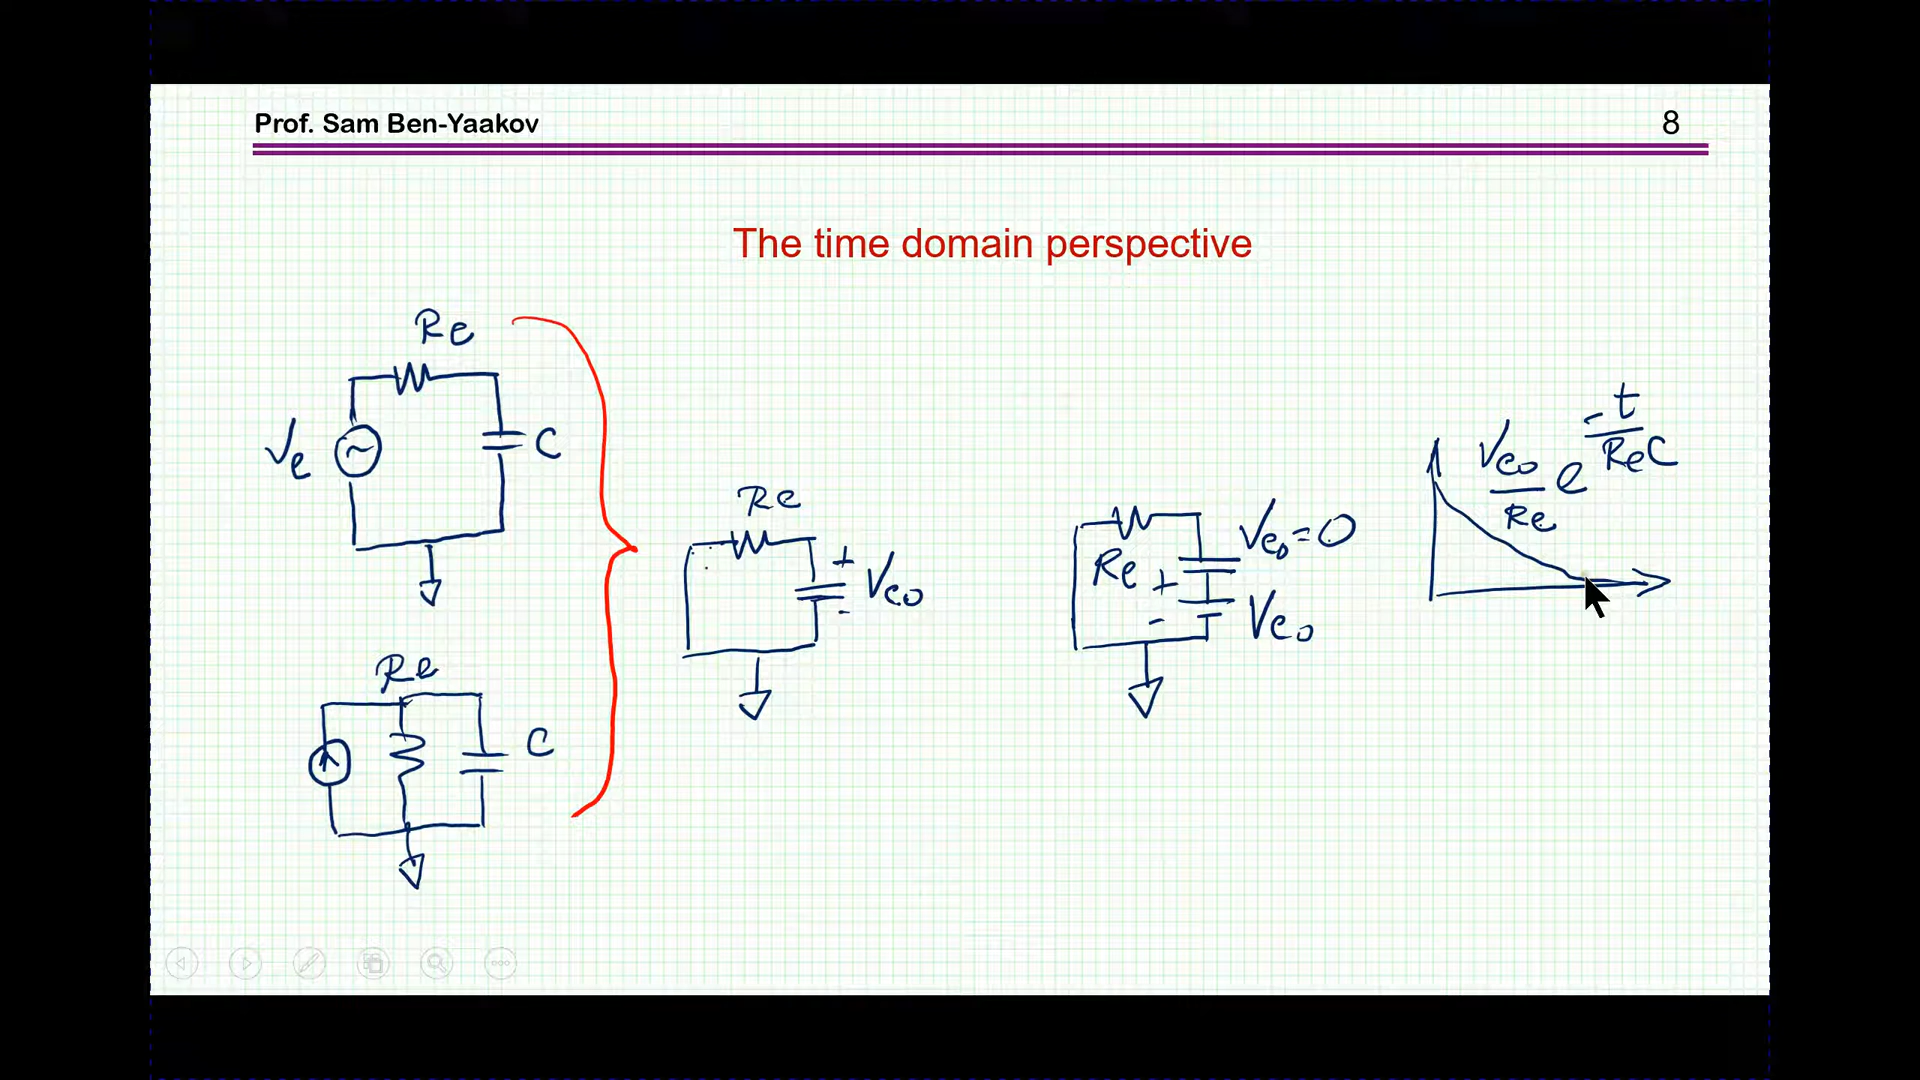 Prof. Sam Ben-Yaakov
8
The time domain perspective
Re
Ve
C
Re
C
Re
+
Vco
-
Re
Vco=0
+
Vco
-
Vco/Re e -t/ReC